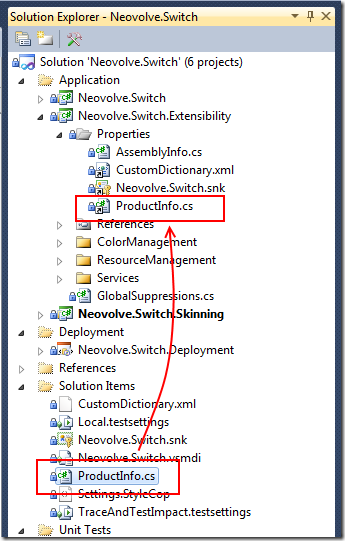 Solution Explorer - Neovolve.Switch
Solution 'Neovolve.Switch' (6 projects)
Application
Neovolve.Switch
Neovolve.Switch.Extensibility
Properties
AssemblyInfo.cs
CustomDictionary.xml
Neovolve.Switch.snk
ProductInfo.cs
References
ColorManagement
ResourceManagement
Services
GlobalSuppressions.cs
Neovolve.Switch.Skinning
Deployment
Neovolve.Switch.Deployment
References
Solution Items
CustomDictionary.xml
Local.testsettings
Neovolve.Switch.snk
Neovolve.Switch.vsmdi
ProductInfo.cs
Settings.StyleCop
TraceAndTestImpact.testsettings
Unit Tests